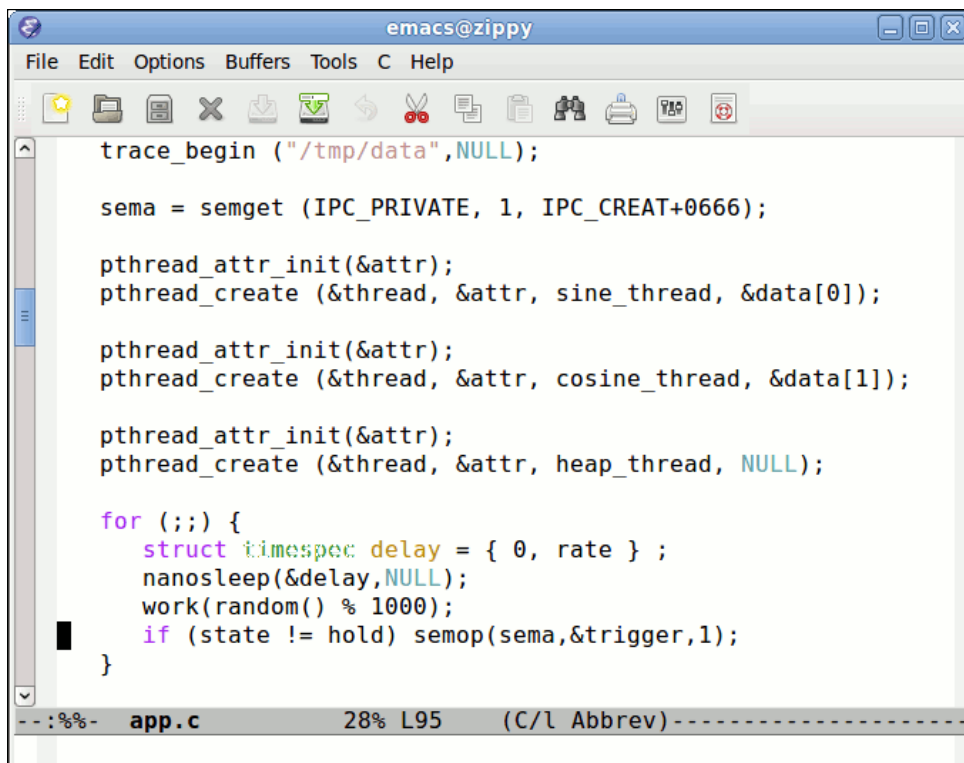 emacs@zippy
File Edit Options Buffers Tools C Help
trace_begin ("/tmp/data",NULL);
sema = semget (IPC_PRIVATE, 1, IPC_CREAT+0666);
pthread_attr_init(&attr);
pthread_create (&thread, &attr, sine_thread, &data[0]);
pthread_attr_init(&attr);
pthread_create (&thread, &attr, cosine_thread, &data[1]);
pthread_attr_init(&attr);
pthread_create (&thread, &attr, heap_thread, NULL);
for (;;) {
struct timespec delay = { 0, rate } ;
nanosleep(&delay,NULL);
work(random() % 1000);
if (state != hold) semop(sema,&trigger,1);
}
--:%%- app.c 28% L95 (C/l Abbrev)----------------------